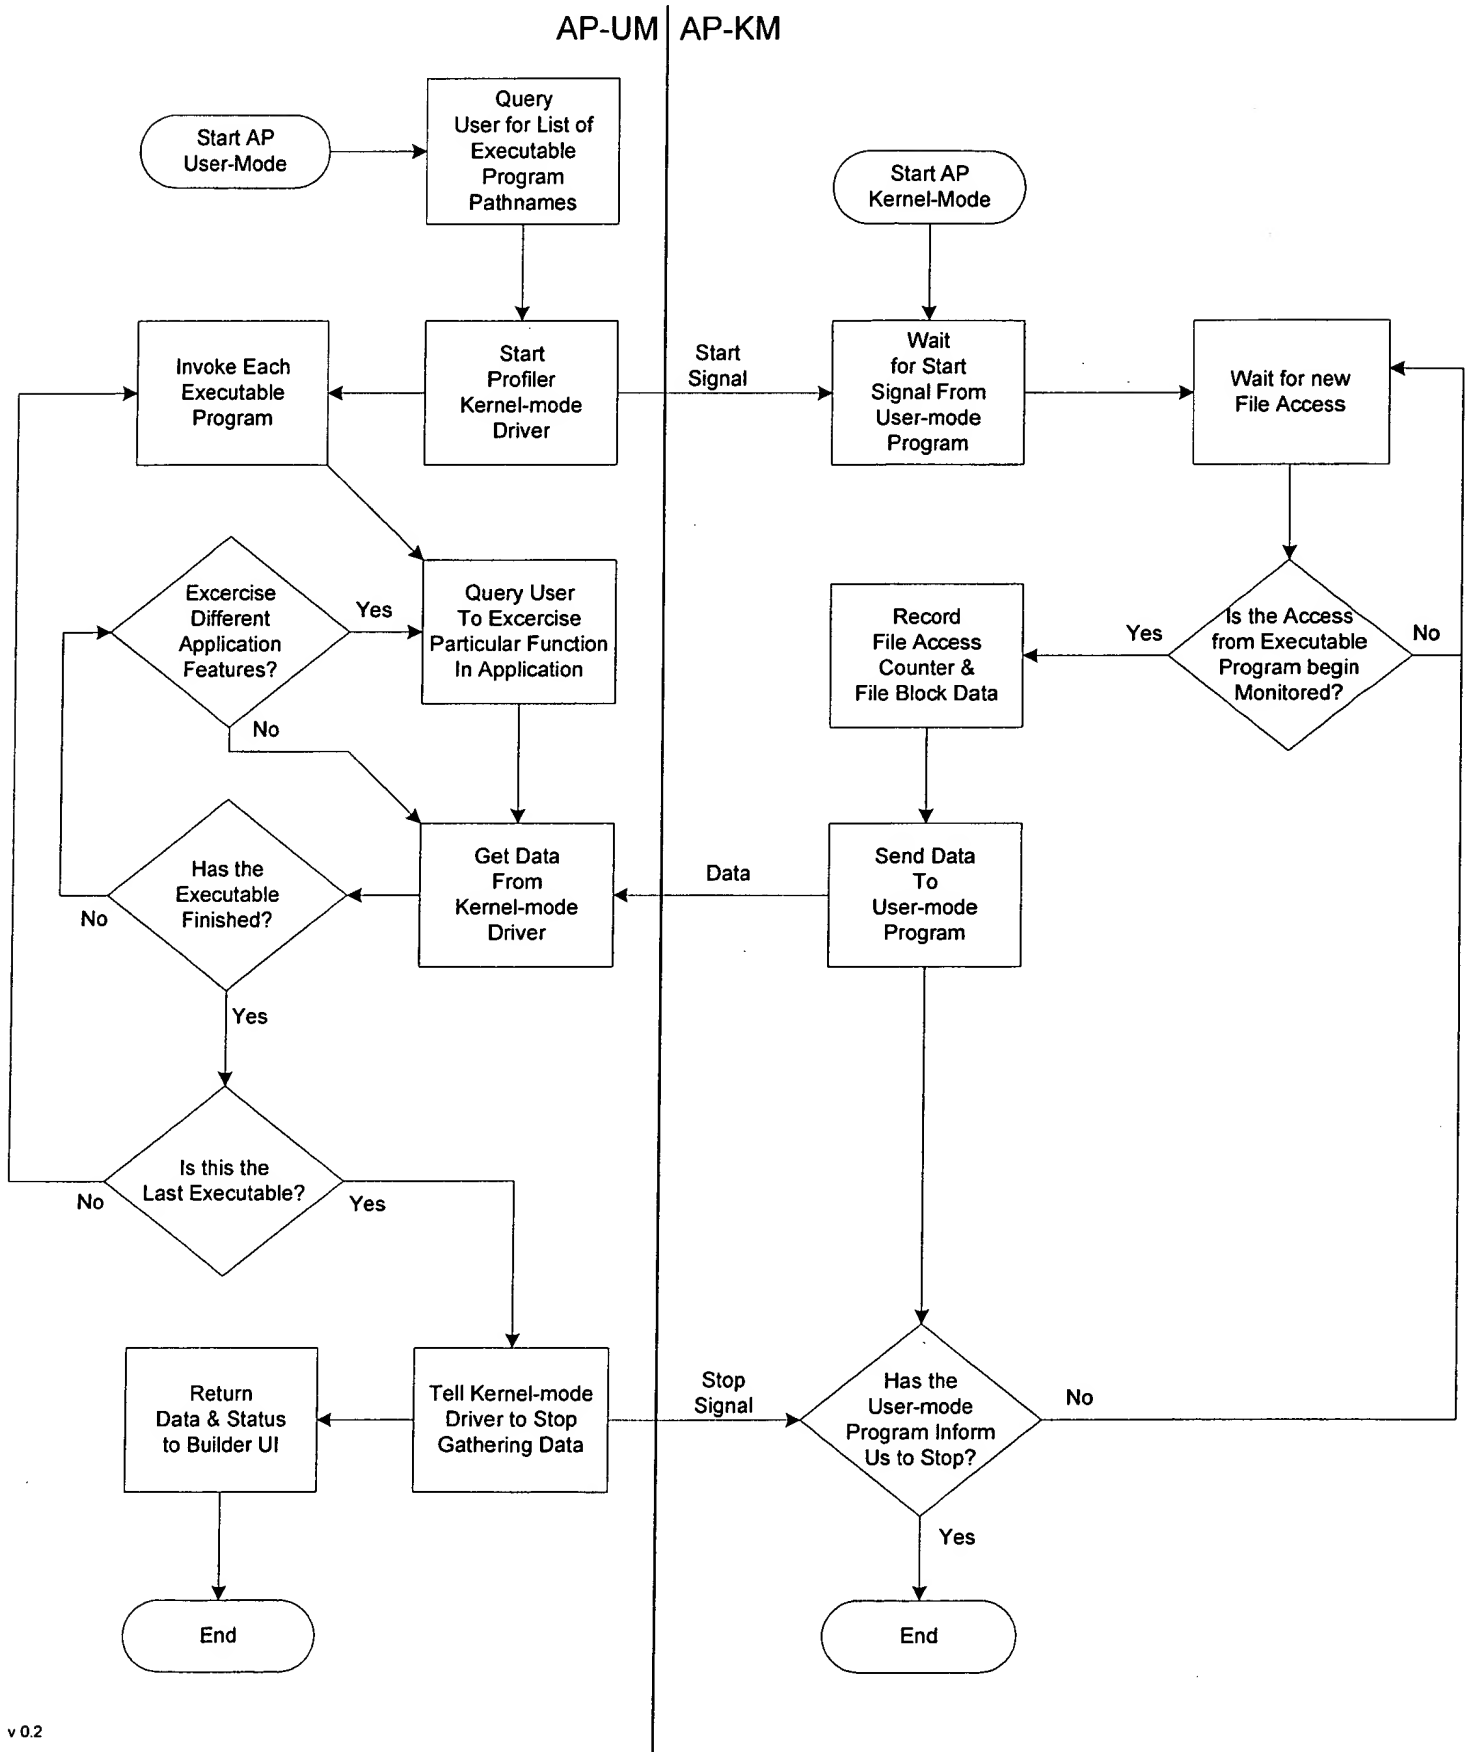 AP-UM
AP-KM
Start AP
User-Mode
Query
User for List of
Executable
Program
Pathnames
Start AP
Kernel-Mode
Invoke Each
Executable
Program
Start
Profiler
Kernel-mode
Driver
Start
Signal
Wait
for Start
Signal From
User-mode
Program
Wait for new
File Access
Excercise
Different
Application
Features?
Yes
No
Query User
To Excercise
Particular Function
In Application
Record
File Access
Counter &
File Block Data
Yes
Is the Access
from Executable
Program begin
Monitored?
No
Has the
Executable
Finished?
No
Yes
Get Data
From
Kernel-mode
Driver
Data
Send Data
To
User-mode
Program
Is this the
Last Executable?
No
Yes
Return
Data & Status
to Builder UI
Tell Kernel-mode
Driver to Stop
Gathering Data
Stop
Signal
Has the
User-mode
Program Inform
Us to Stop?
No
Yes
End
End
v 0.2